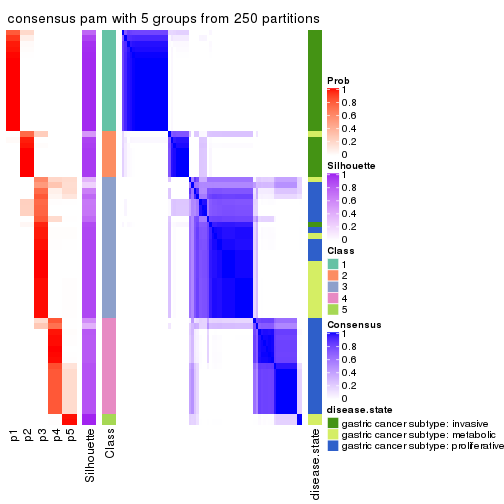 consensus pam with 5 groups from 250 partitions
Prob
1
0.8
0.6
0.4
0.2
0
Silhouette
1
0.8
0.6
0.4
0.2
0
Class
1
2
3
4
5
Consensus
1
0.8
0.6
0.4
0.2
0
disease.state
gastric cancer subtype: invasive
gastric cancer subtype: metabolic
gastric cancer subtype: proliferative
p1
p2
p3
p4
p5
Silhouette
Class
disease.state